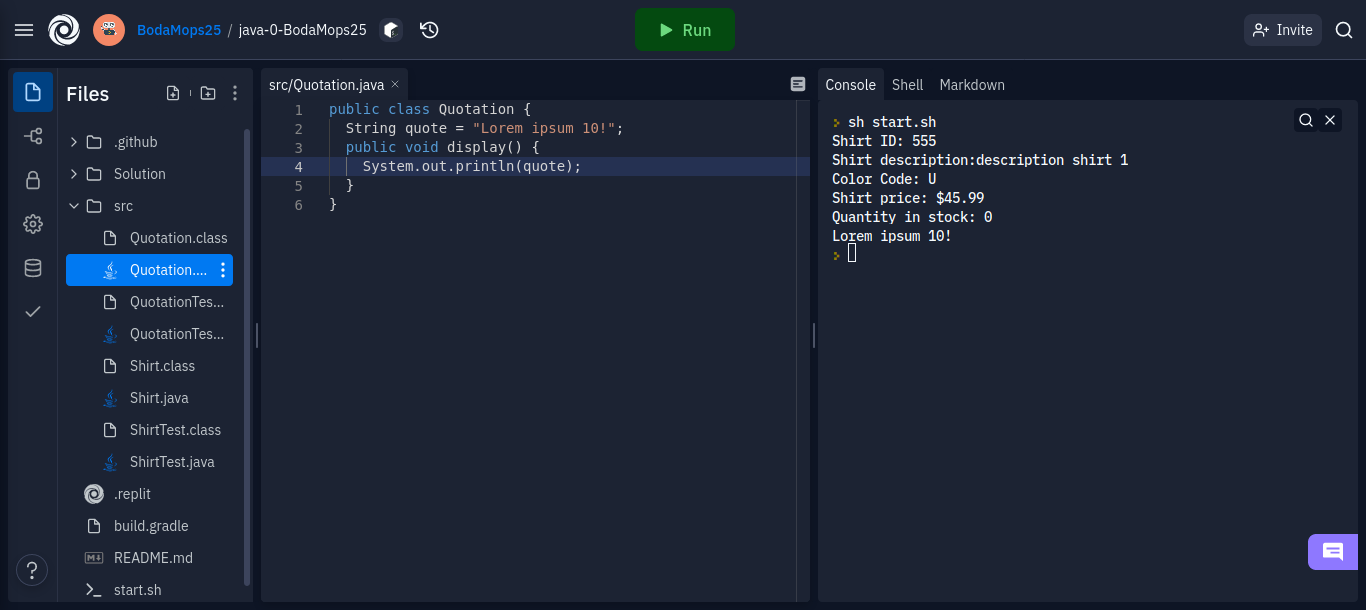 BodaMops25 / java-0-BodaMops25
Run
Invite
Files
.github
Solution
src
Quotation.class
Quotation....
QuotationTes...
QuotationTes...
Shirt.class
Shirt.java
ShirtTest.class
ShirtTest.java
.replit
build.gradle
README.md
start.sh
?
src/Quotation.java ×
1 public class Quotation {
2 String quote = "Lorem ipsum 10!";
3 public void display() {
4 System.out.println(quote);
5 }
6 }
Console Shell Markdown
sh start.sh
Shirt ID: 555
Shirt description:description shirt 1
Color Code: U
Shirt price: $45.99
Quantity in stock: 0
Lorem ipsum 10!